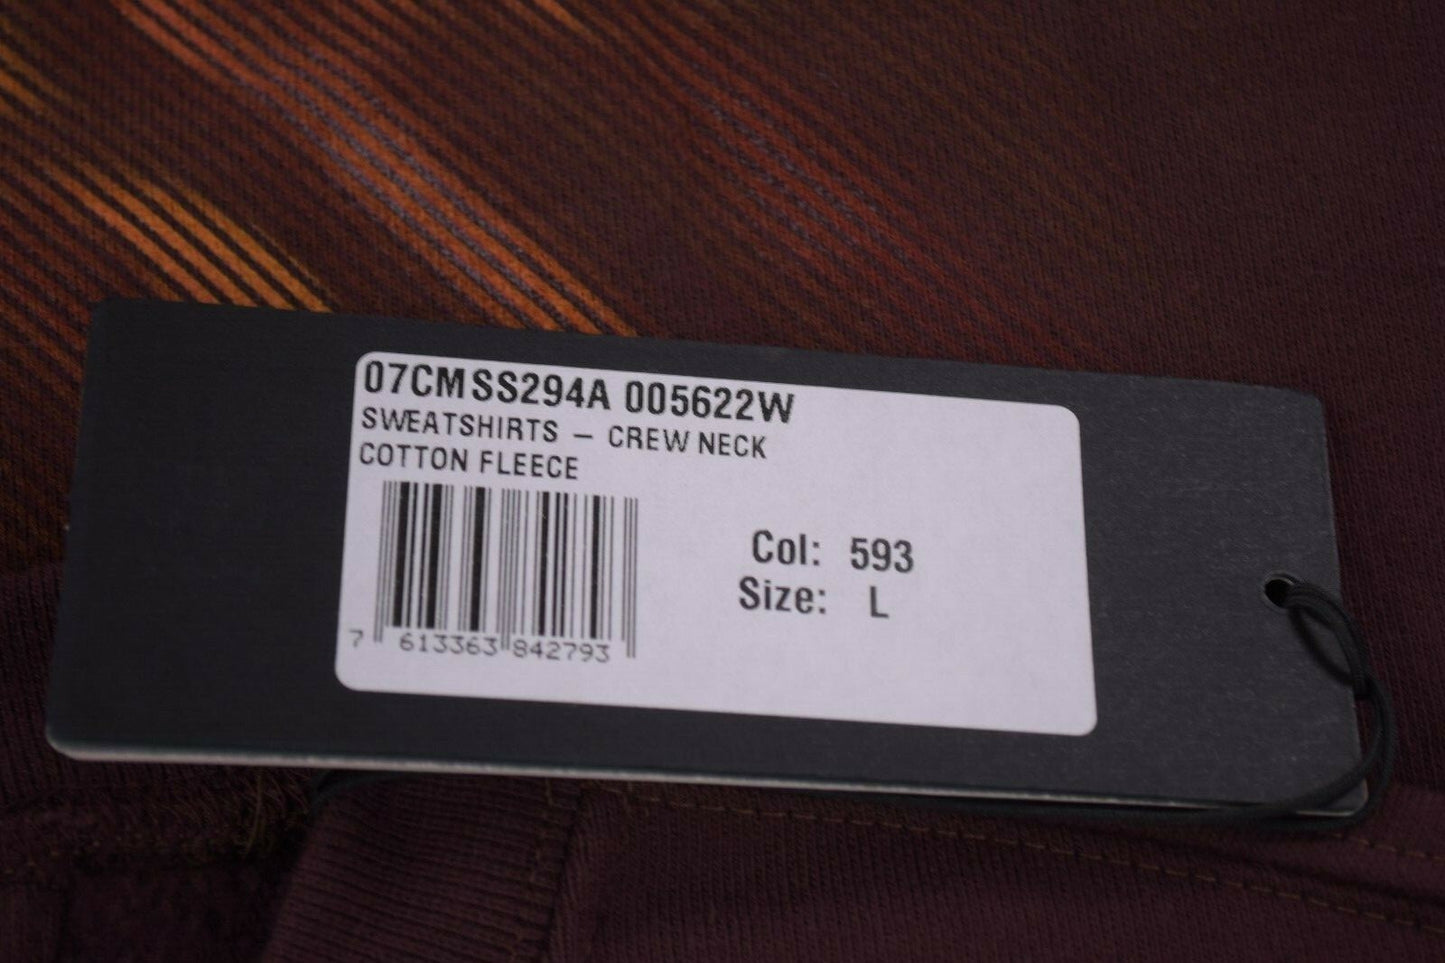 07CMSS294A 005622W
SWEATSHIRTS – CREW NECK
COTTON FLEECE
Col: 593
Size: L
7 613363 842793